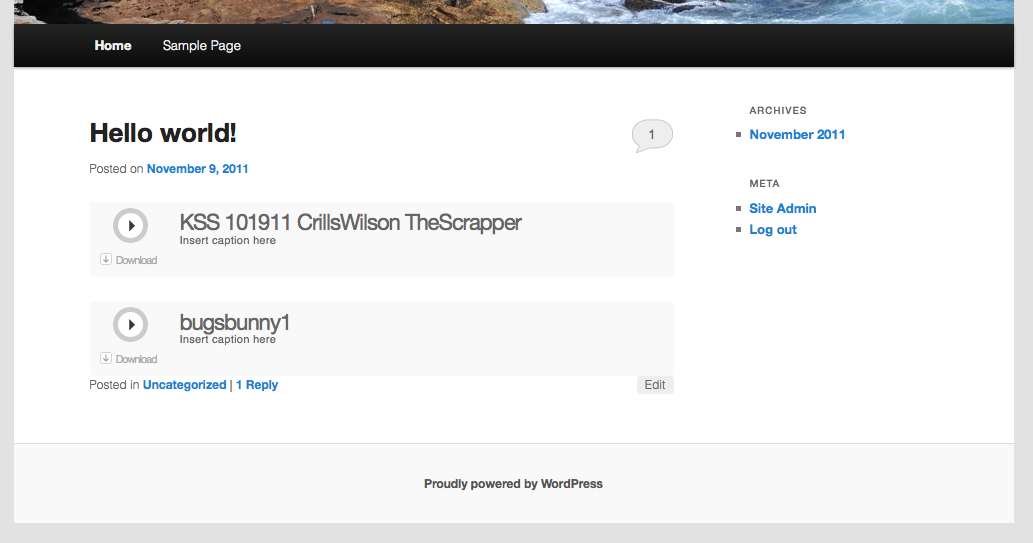 Home Sample Page
Hello world!
1
Posted on November 9, 2011
KSS 101911 CrillsWilson TheScrapper
Insert caption here
Download
bugsbunny1
Insert caption here
Download
Posted in Uncategorized | 1 Reply
Edit
ARCHIVES
November 2011
META
Site Admin
Log out
Proudly powered by WordPress